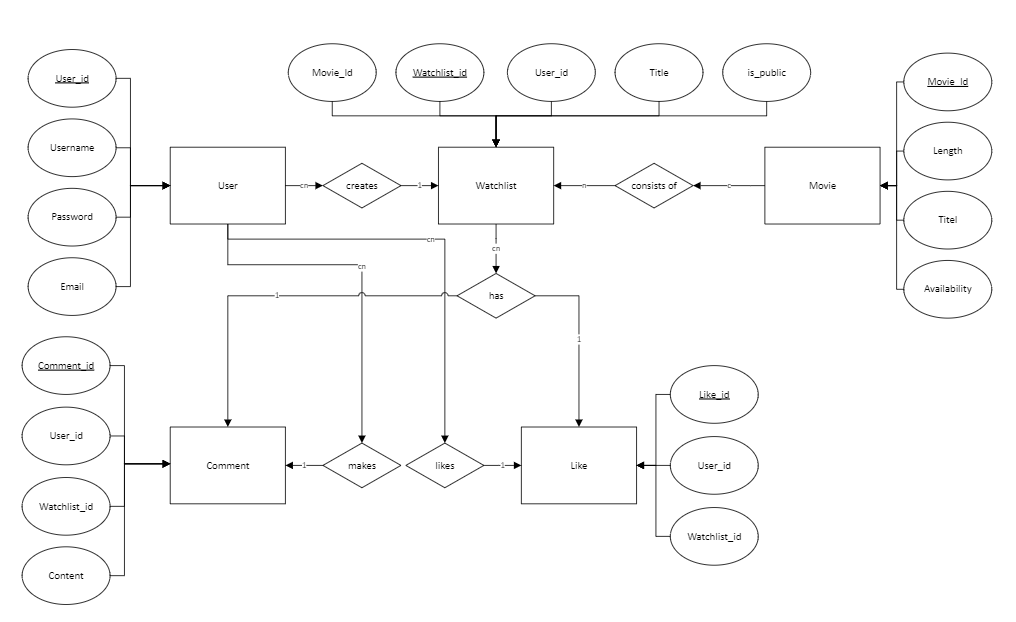 User_id
Username
Password
Email
Movie_Id
Watchlist_id
User_id
Title
is_public
Movie_Id
Length
Titel
Availability
User
cn
creates
1
Watchlist
n
consists of
c
Movie
cn
cn
cn
has
1
1
Comment_id
User_id
Watchlist_id
Content
Comment
1
makes
likes
1
Like
Like_id
User_id
Watchlist_id